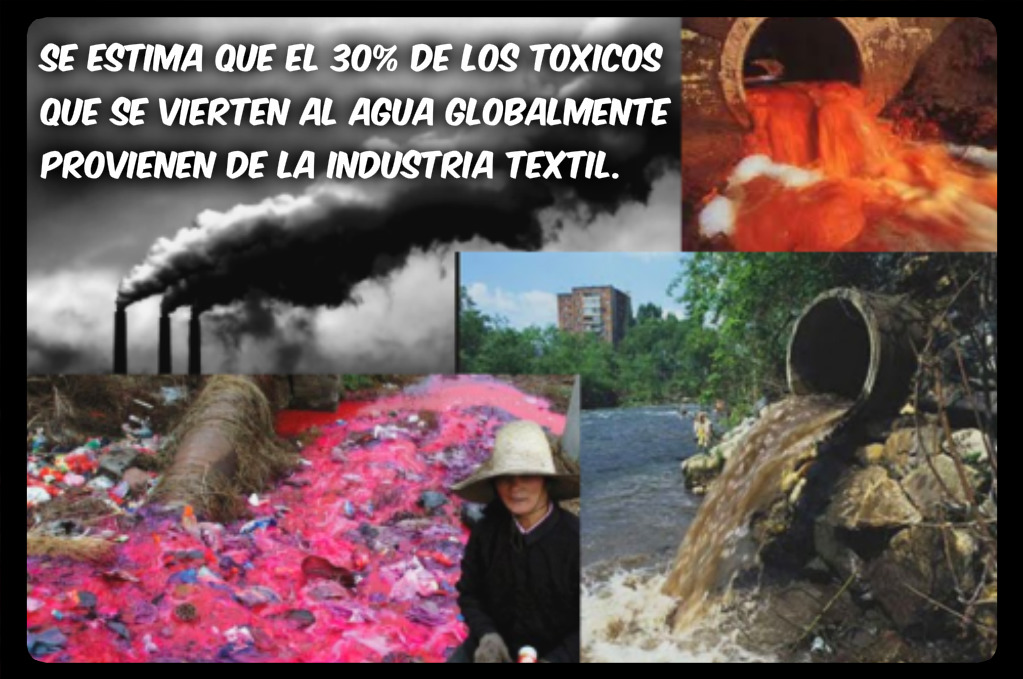 SE ESTIMA QUE EL 30% DE LOS TOXICOS
QUE SE VIERTEN AL AGUA GLOBALMENTE
PROVIENEN DE LA INDUSTRIA TEXTIL.